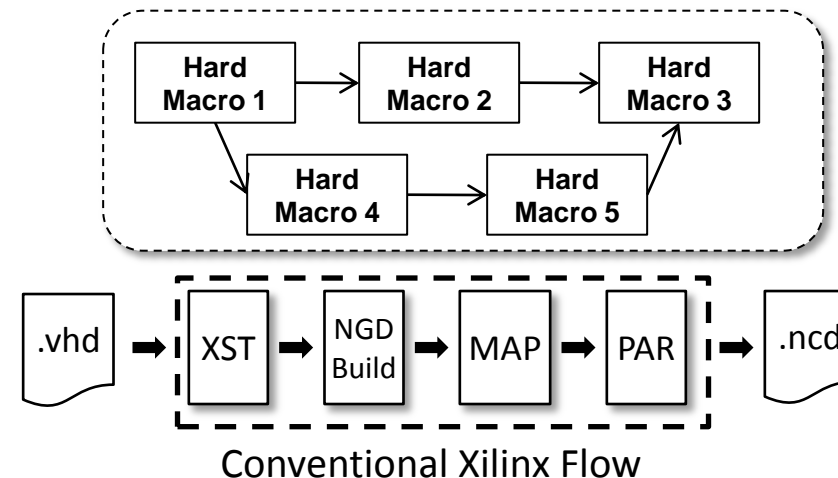 Hard
Macro 1
Hard
Macro 2
Hard
Macro 3
Hard
Macro 4
Hard
Macro 5
.vhd
XST
NGD
Build
MAP
PAR
.ncd
Conventional Xilinx Flow